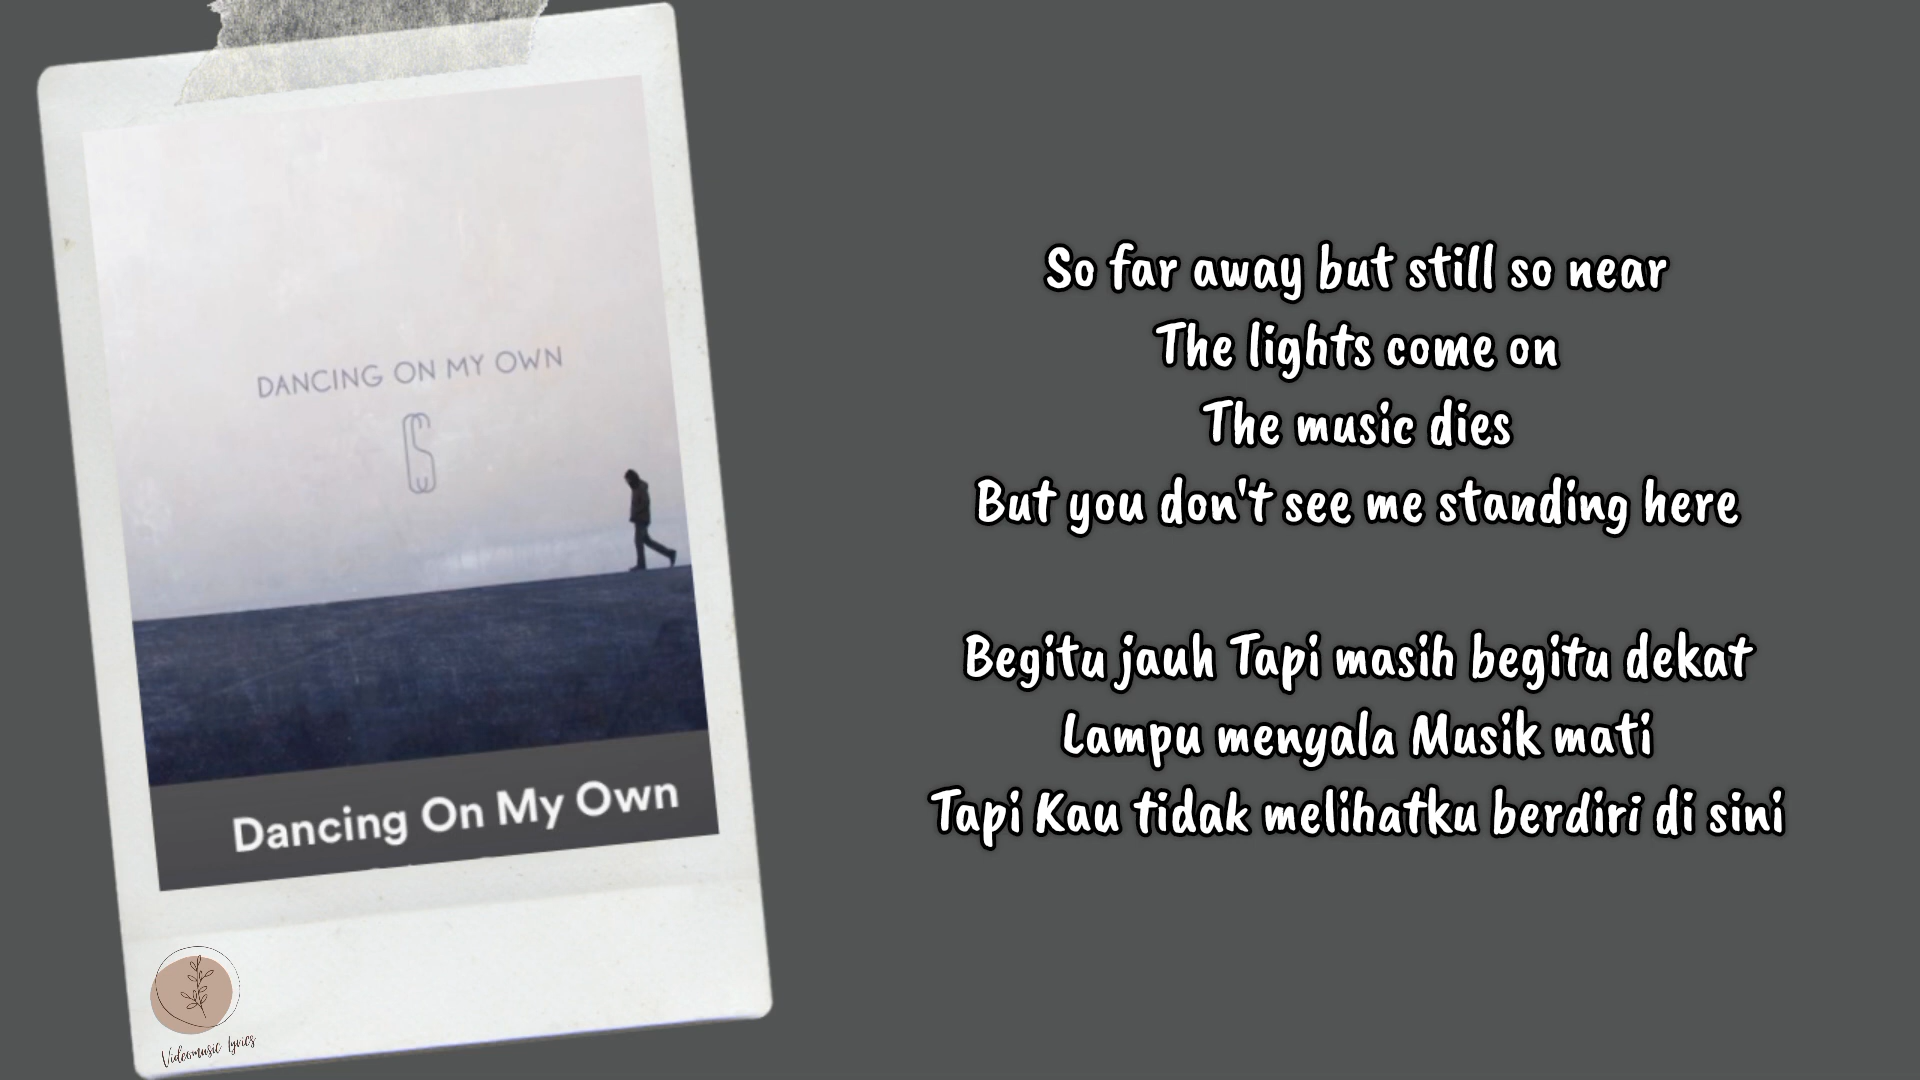 DANCING ON MY OWN
Dancing On My Own
Videomusic lyrics
So far away but still so near
The lights come on
The music dies
But you don't see me standing here
Begitu jauh Tapi masih begitu dekat
Lampu menyala Musik mati
Tapi Kau tidak melihatku berdiri di sini